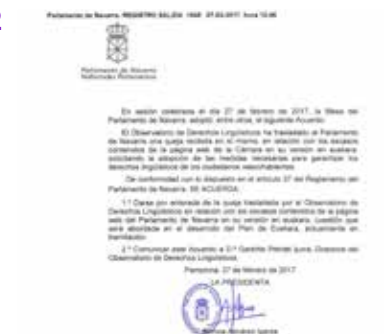 Parlamento de Navarra. REGISTRO SALIDA
Parlamento de Navarra
Nafarroako Parlamentua
En sesión celebrada el día 27 de febrero de 2017, la Mesa del
Parlamento de Navarra adoptó, entre otros, el siguiente Acuerdo:
El Observatorio de Derechos Lingüísticos ha trasladado al Parlamento
de Navarra una queja recibida en el mismo, en relación con los escasos
contenidos de la página web de la Cámara en su versión en euskera,
solicitando la adopción de las medidas necesarias para garantizar los
derechos lingüísticos de los ciudadanos vascohablantes.
De conformidad con lo dispuesto en el artículo 37 del Reglamento del
Parlamento de Navarra, SE ACUERDA:
1.º Darse por enterada de la queja trasladada por el Observatorio de
Derechos Lingüísticos en relación con los escasos contenidos de la página
web del Parlamento de Navarra en su versión en euskera, cuestión que
será abordada en el desarrollo del Plan de Euskera, actualmente en
tramitación.
2.º Comunicar este Acuerdo a D.ª Garbiñe Petriati Directora del
Observatorio de Derechos Lingüísticos.
Pamplona, 27 de febrero de 2017
LA PRESIDENTA